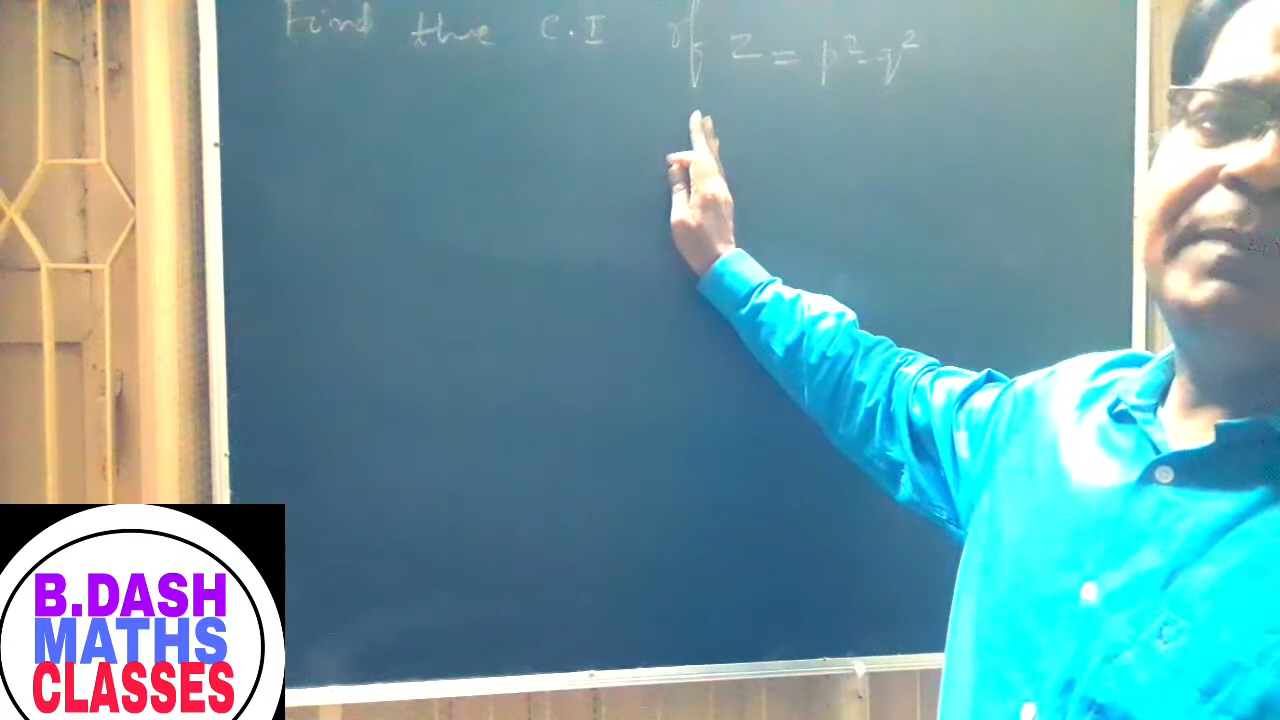 Find the C.I of z = p²-q²
B.DASH
MATHS
CLASSES